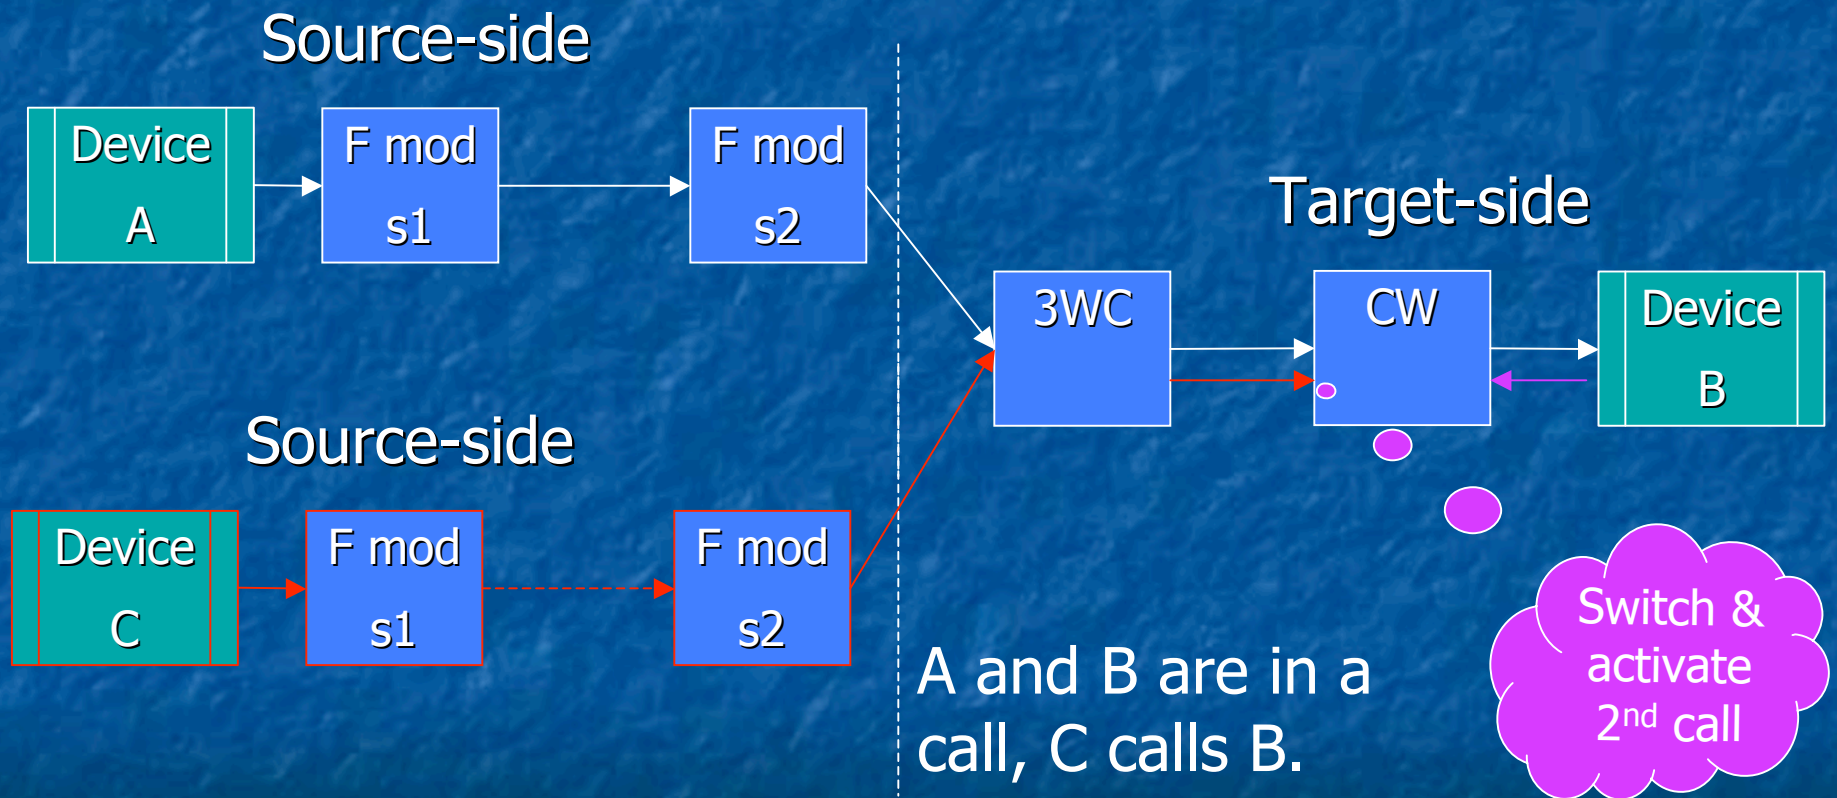 Source-side
Device
A
F mod
s1
F mod
s2
Target-side
3WC
CW
Device
B
Source-side
Device
C
F mod
s1
F mod
s2
A and B are in a
call, C calls B.
Switch &
activate
2nd call